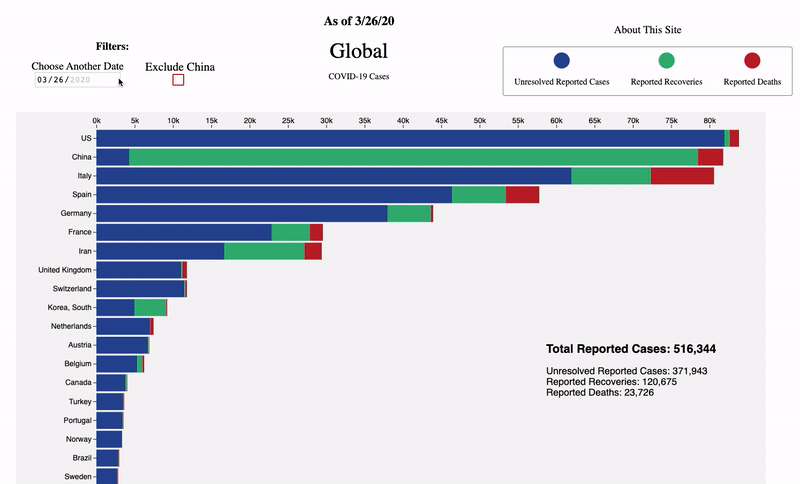 As of 3/26/20
Global
COVID-19 Cases
Filters:
Choose Another Date
03/26/2020
Exclude China
About This Site
Unresolved Reported Cases
Reported Recoveries
Reported Deaths
0k 5k 10k 15k 20k 25k 30k 35k 40k 45k 50k 55k 60k 65k 70k 75k 80k
US
China
Italy
Spain
Germany
France
Iran
United Kingdom
Switzerland
Korea, South
Netherlands
Austria
Belgium
Canada
Turkey
Portugal
Norway
Brazil
Sweden
Total Reported Cases: 516,344
Unresolved Reported Cases: 371,943
Reported Recoveries: 120,675
Reported Deaths: 23,726